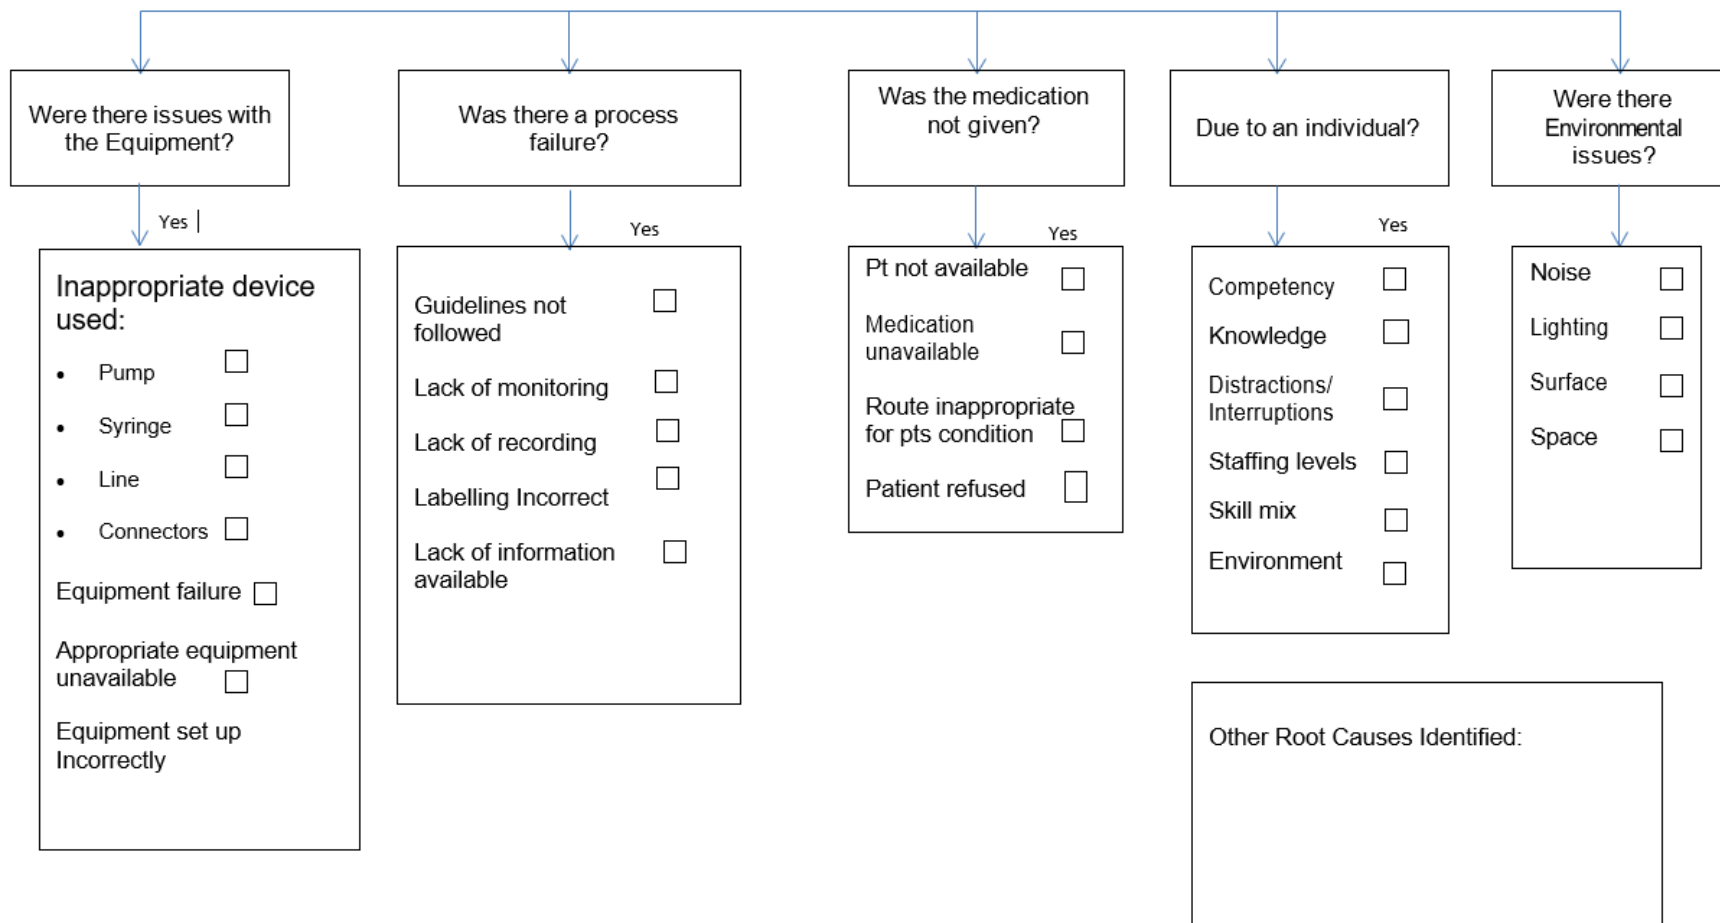 Were there issues with
the Equipment?
Was there a process
failure?
Was the medication
not given?
Due to an individual?
Were there
Environmental
issues?
Yes
Inappropriate device
used:
• Pump
• Syringe
• Line
• Connectors
Equipment failure
Appropriate equipment
unavailable
Equipment set up
Incorrectly
Yes
Guidelines not
followed
Lack of monitoring
Lack of recording
Labelling Incorrect
Lack of information
available
Yes
Pt not available
Medication
unavailable
Route inappropriate
for pts condition
Patient refused
Yes
Competency
Knowledge
Distractions/
Interruptions
Staffing levels
Skill mix
Environment
Noise
Lighting
Surface
Space
Other Root Causes Identified: